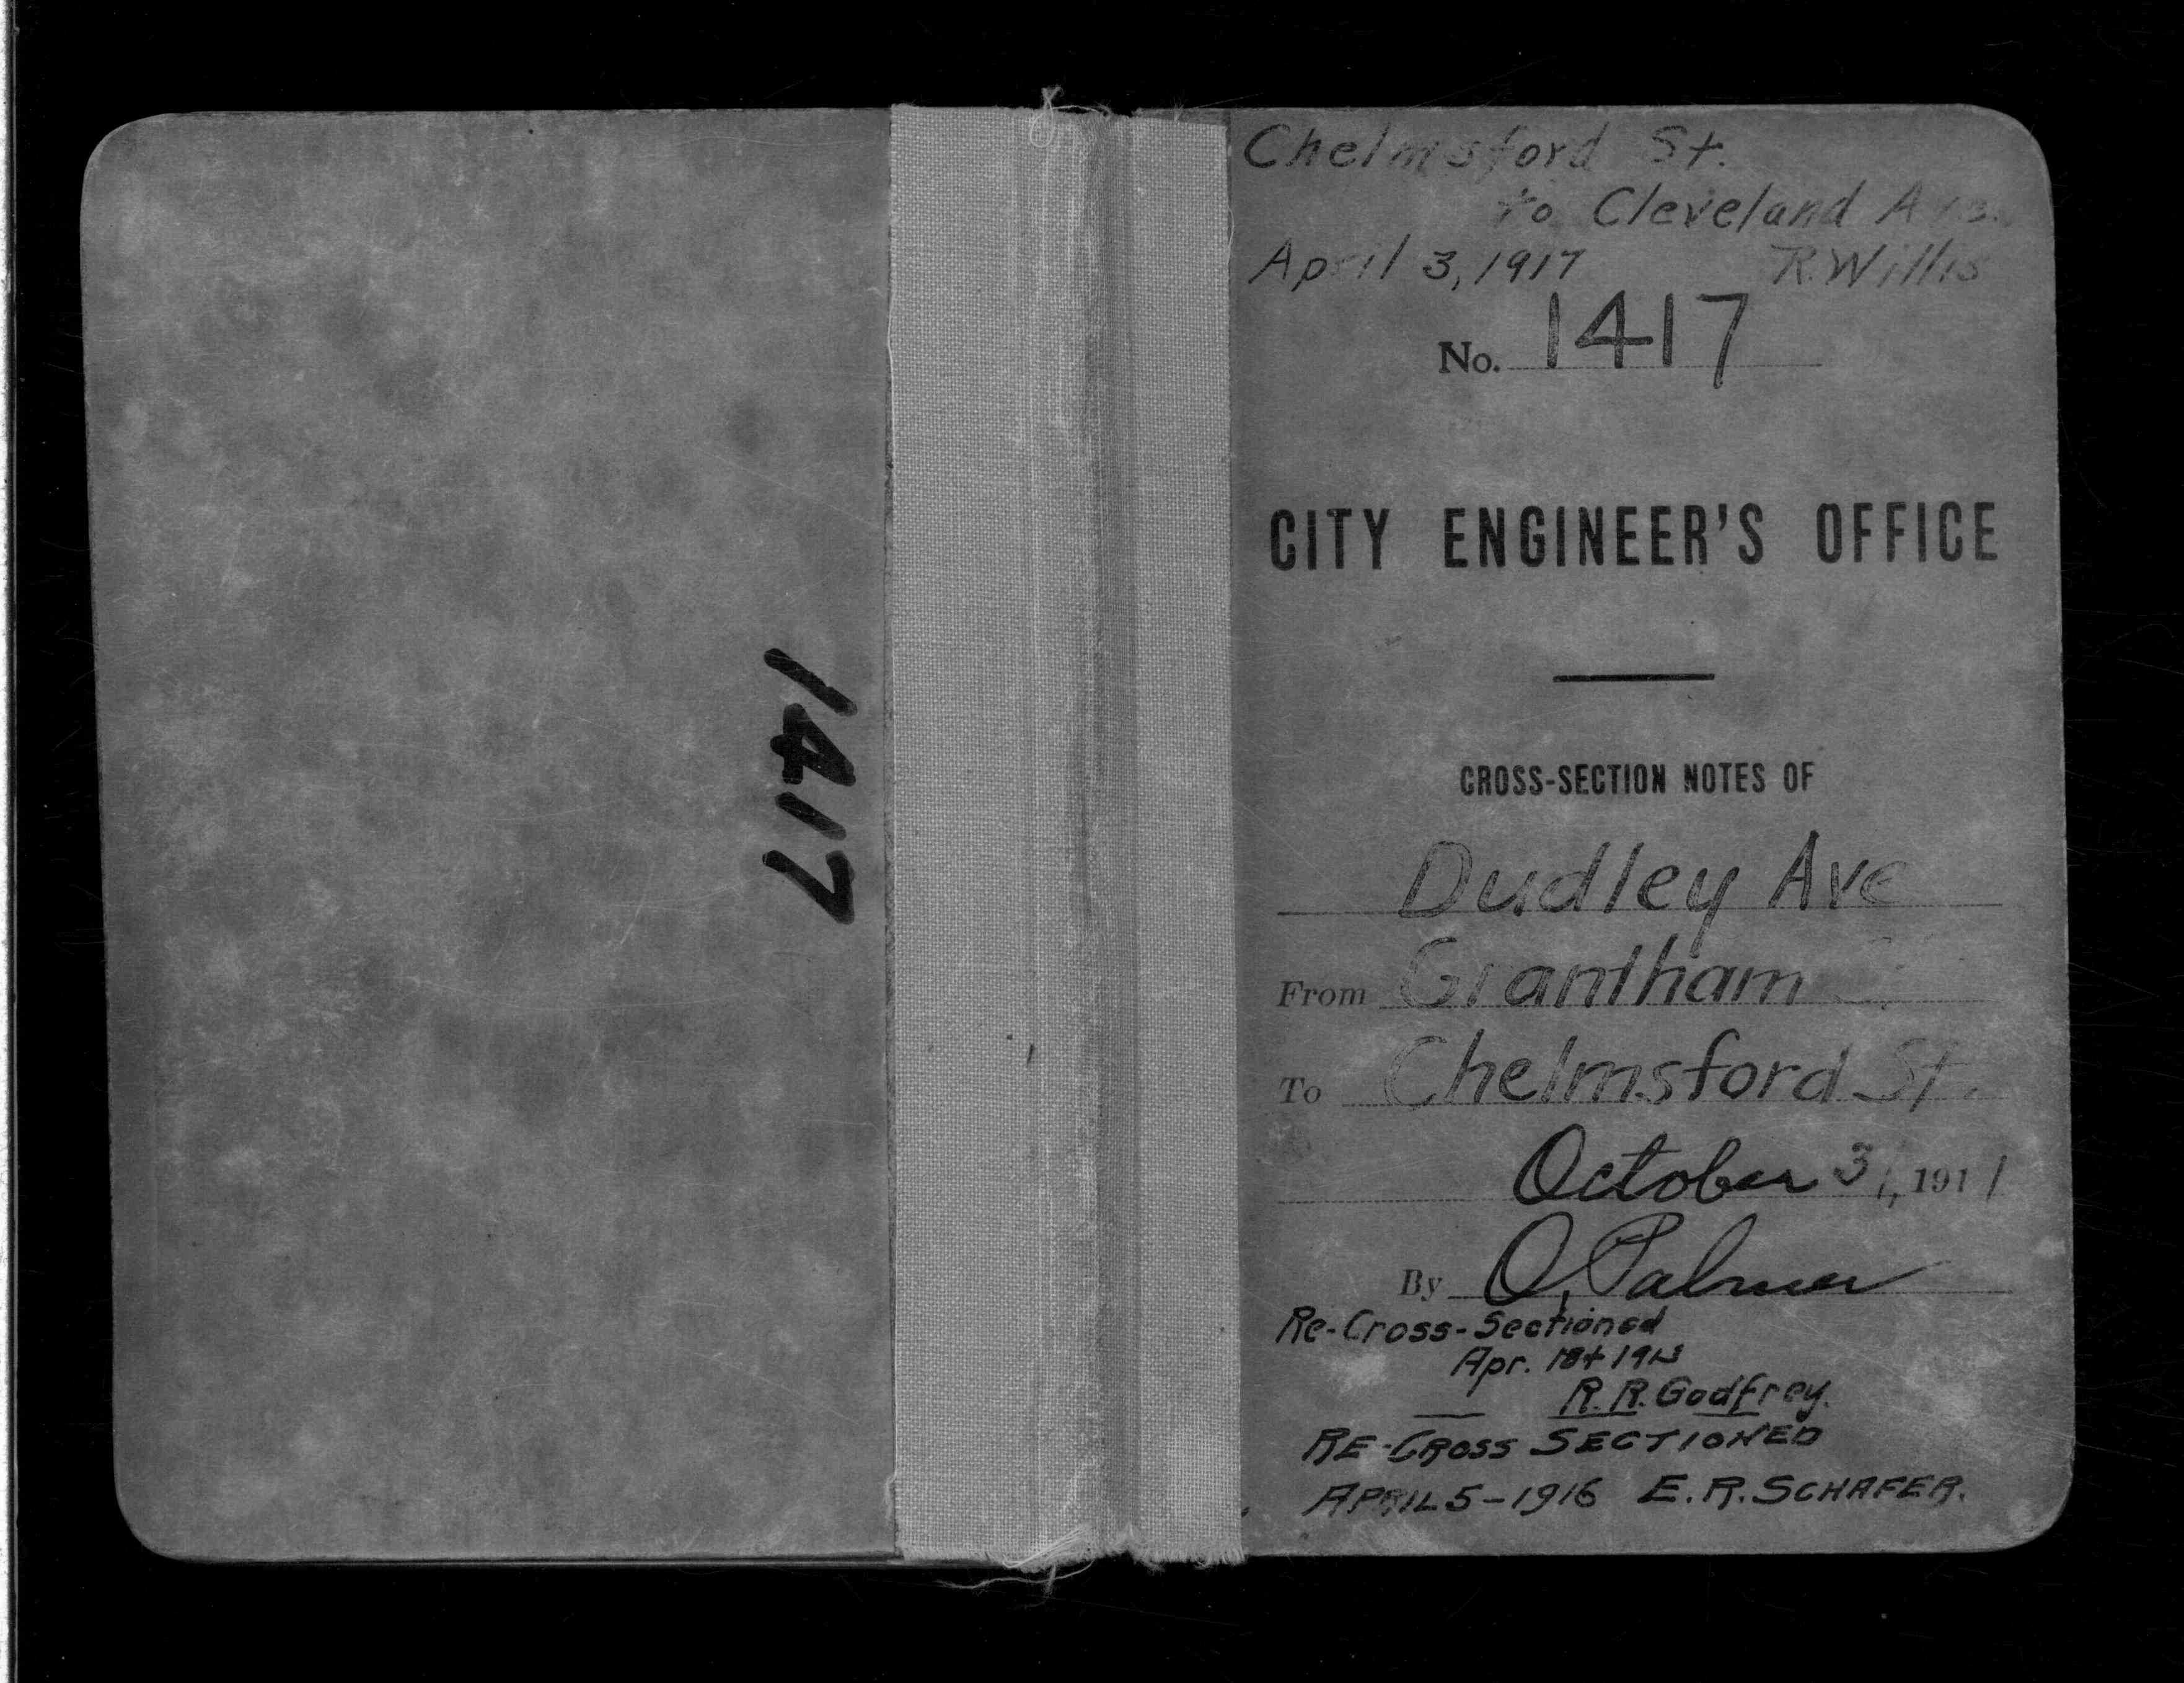 1417
Chelmsford St.
to Cleveland Ave.
April 3, 1917 R. Willis
No. 1417
CITY ENGINEER'S OFFICE
CROSS-SECTION NOTES OF
Dudley Ave
From Grantham
To Chelmsford St.
October 31, 1911
By O. Palmer
Re-Cross-Sectioned
Apr.
R. R. Godfrey.
RE-CROSS SECTIONED
APRIL 5-1916 E. R. SCHAFER.